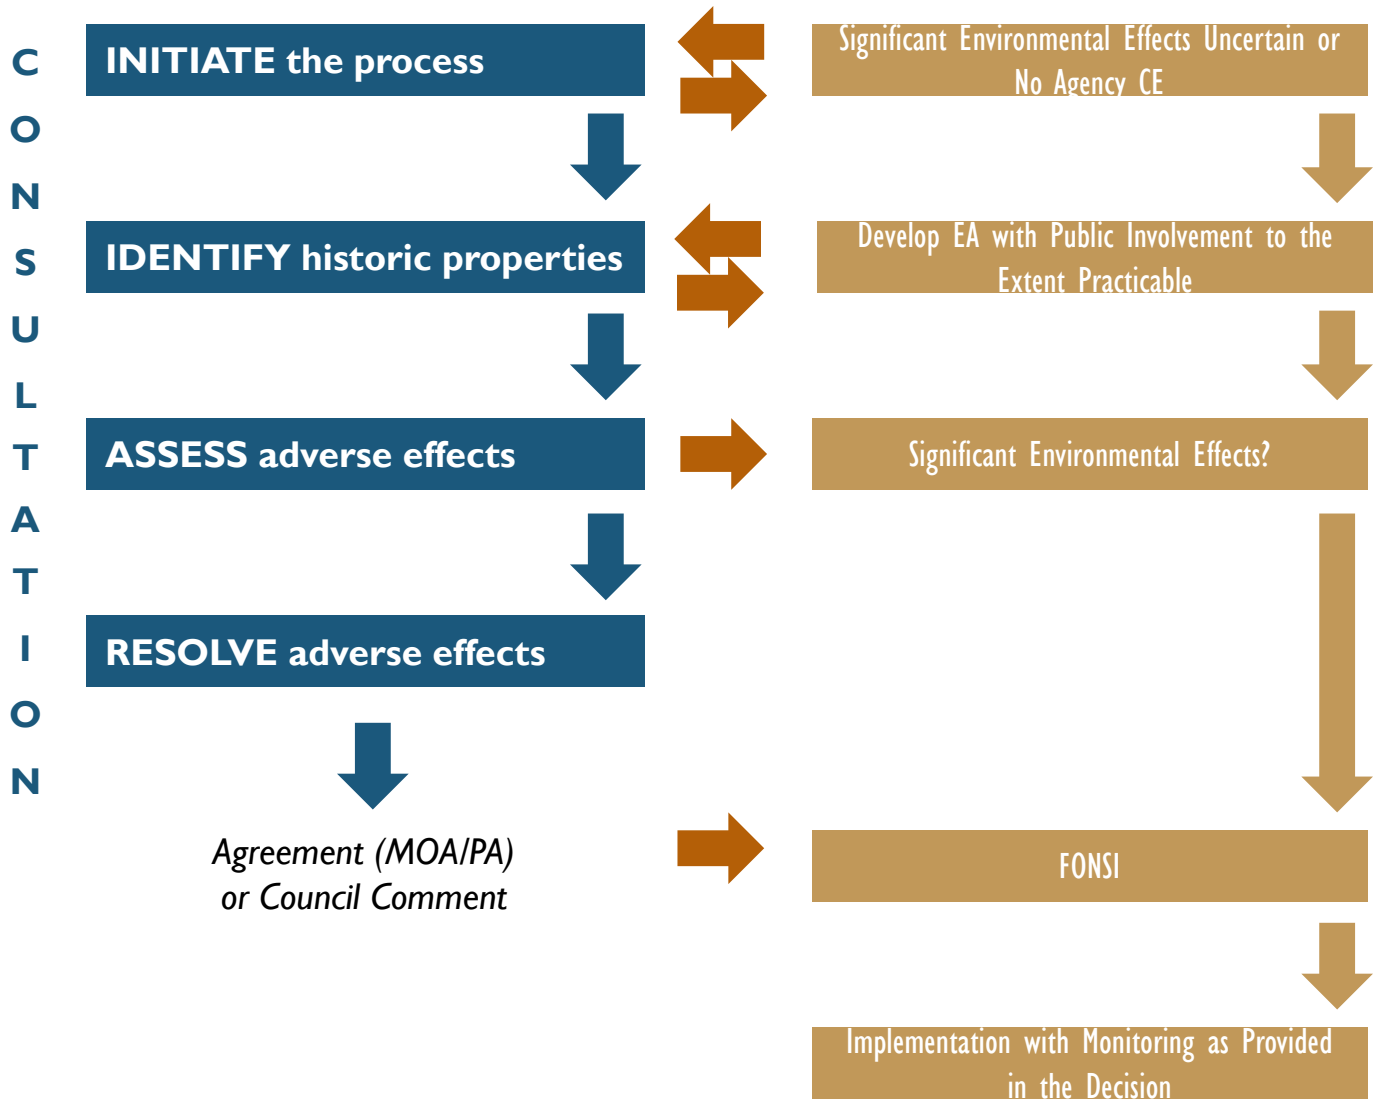 CONSULTATION
INITIATE the process
IDENTIFY historic properties
ASSESS adverse effects
RESOLVE adverse effects
Agreement (MOA/PA)
or Council Comment
Significant Environmental Effects Uncertain or
No Agency CE
Develop EA with Public Involvement to the
Extent Practicable
Significant Environmental Effects?
FONSI
Implementation with Monitoring as Provided
in the Decision